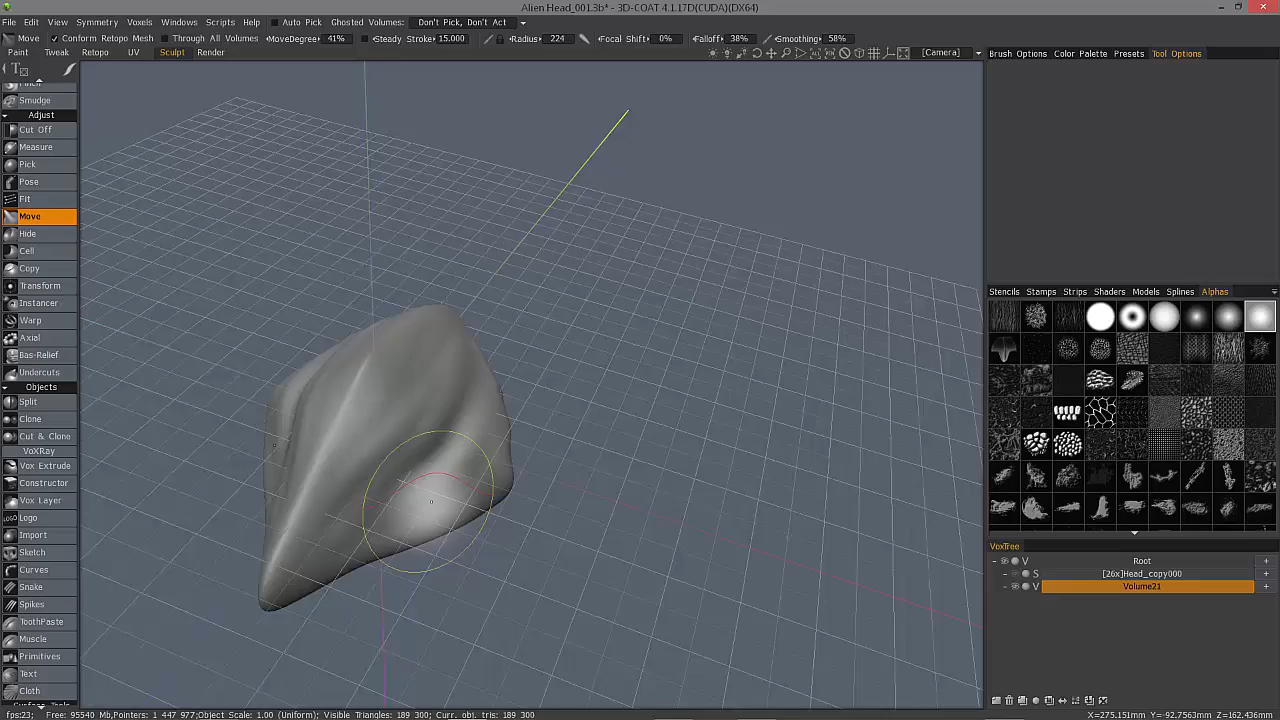 Alien Head_001.3b* - 3D-COAT 4.1.17D(CUDA)(DX64)
File Edit View Symmetry Voxels Windows Scripts Help Auto Pick Ghosted Volumes: Don't Pick, Don't Act
Move Conform Retopo Mesh Through All Volumes MoveDegree: 41% Steady Stroke 15.000 Radius 224 Focal Shift: 0% Falloff: 38% Smoothing: 58%
Paint Tweak Retopo UV Sculpt Render [Camera] Brush Options Color Palette Presets Tool Options
Smudge
Adjust
Cut Off
Measure
Pick
Pose
Fit
Move
Hide
Cell
Copy
Transform
Instancer
Warp
Axial
Bas-Relief
Undercuts
Objects
Split
Clone
Cut & Clone
VoXRay
Vox Extrude
Constructor
Vox Layer
Logo
Import
Sketch
Curves
Snake
Spikes
ToothPaste
Muscle
Primitives
Text
Cloth
Stencils Stamps Strips Shaders Models Splines Alphas
VoxTree
V Root +
S [26x]Head_copy000 +
V Volume21 +
fps:23; Free: 95540 Mb,Pointers: 1 447 977;Object Scale: 1.00 (Uniform); Visible Triangles: 189 300; Curr. obj. tris: 189 300 X=275.151mm Y=-92.7563mm Z=162.436mm